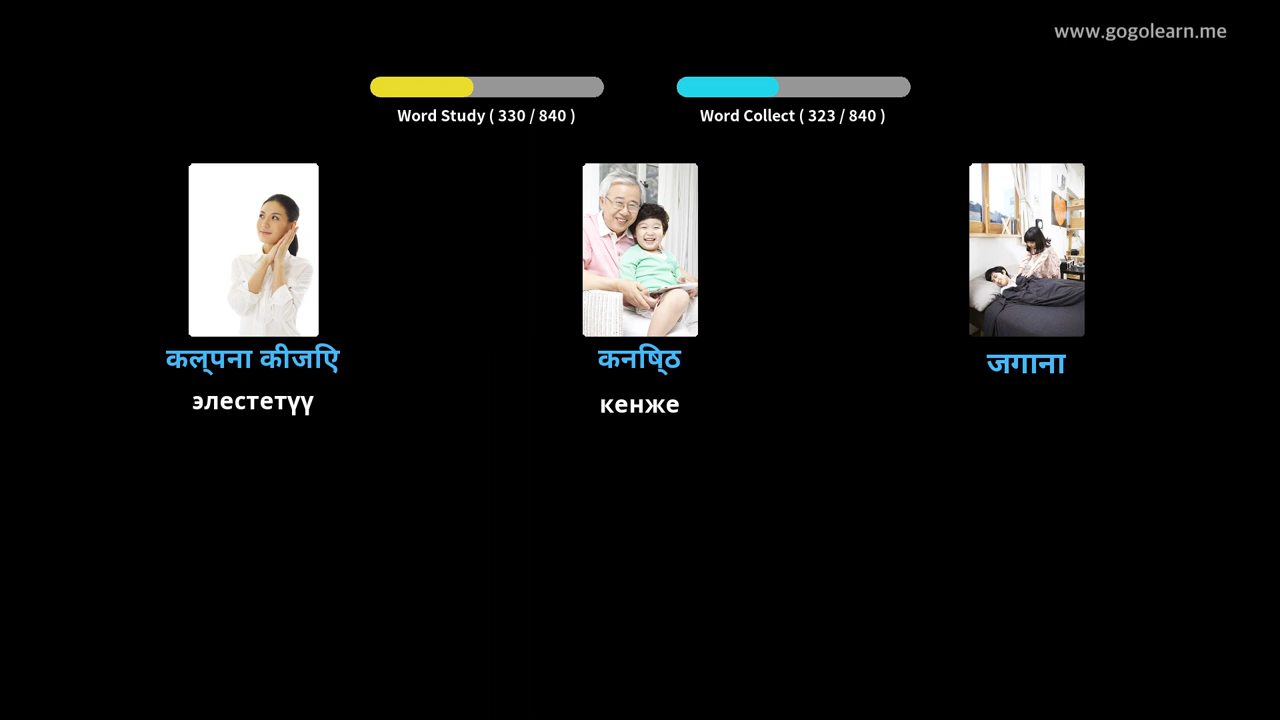 www.gogolearn.me
Word Study ( 330 / 840 )
Word Collect ( 323 / 840 )
कल्पना कीजिए
कनिष्ठ
जगाना
элестетүү
кенже